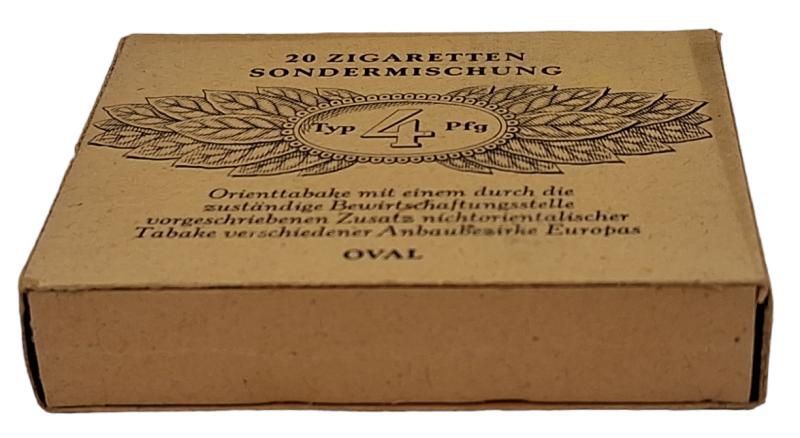 20 ZIGARETTEN
SONDERMISCHUNG
Typ 4 Pfg
Orienttabake mit einem durch die
zuständige Bewirtschaftungsstelle
vorgeschriebenen Zusatz nichtorientalischer
Tabake verschiedener Anbaubezirke Europas
OVAL